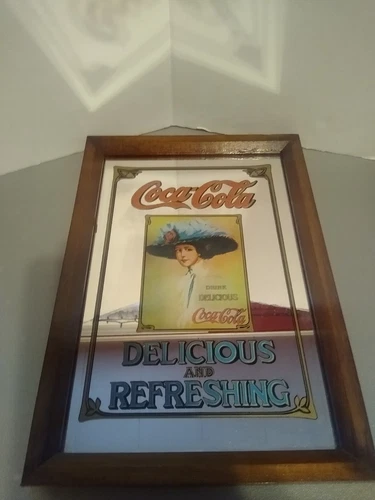 Coca-Cola
DRINK
DELICIOUS
Coca-Cola
DELICIOUS
AND
REFRESHING